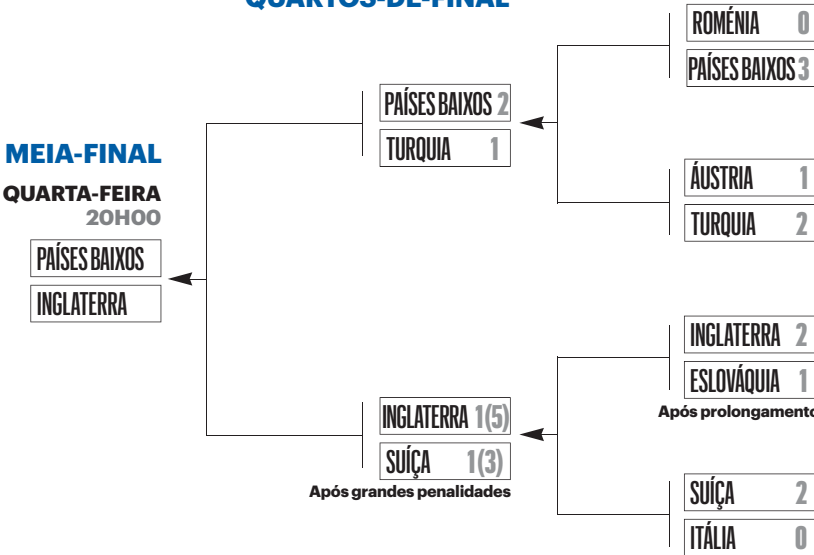 QUARTOS-DE-FINAL
ROMÉNIA 0
PAÍSES BAIXOS 3
PAÍSES BAIXOS 2
TURQUIA 1
MEIA-FINAL
QUARTA-FEIRA
20H00
ÁUSTRIA 1
TURQUIA 2
PAÍSES BAIXOS
INGLATERRA
INGLATERRA 2
ESLOVÁQUIA 1
Após prolongamento
INGLATERRA 1(5)
SUÍÇA 1(3)
Após grandes penalidades
SUÍÇA 2
ITÁLIA 0